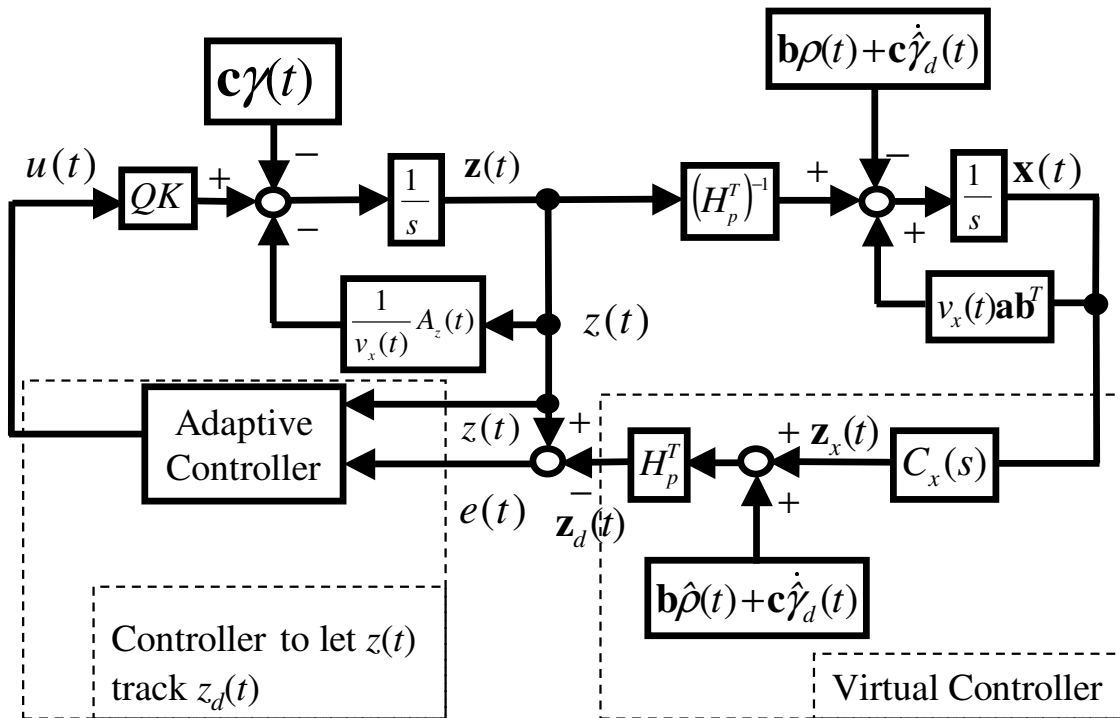 𝐜γ(t)
𝐛ρ(t)+𝐜γ̂̇_d(t)
u(t)
QK
+
−
−
1/s
𝐳(t)
(H_p^T)^{-1}
+
−
+
1/s
𝐱(t)
1/v_x(t) A_z(t)
z(t)
v_x(t)𝐚𝐛^T
Adaptive
Controller
z(t)
+
−
e(t)
𝐳_d(t)
H_p^T
+
+
𝐳_x(t)
C_x(s)
𝐛ρ̂(t)+𝐜γ̂̇_d(t)
Controller to let z(t)
track z_d(t)
Virtual Controller